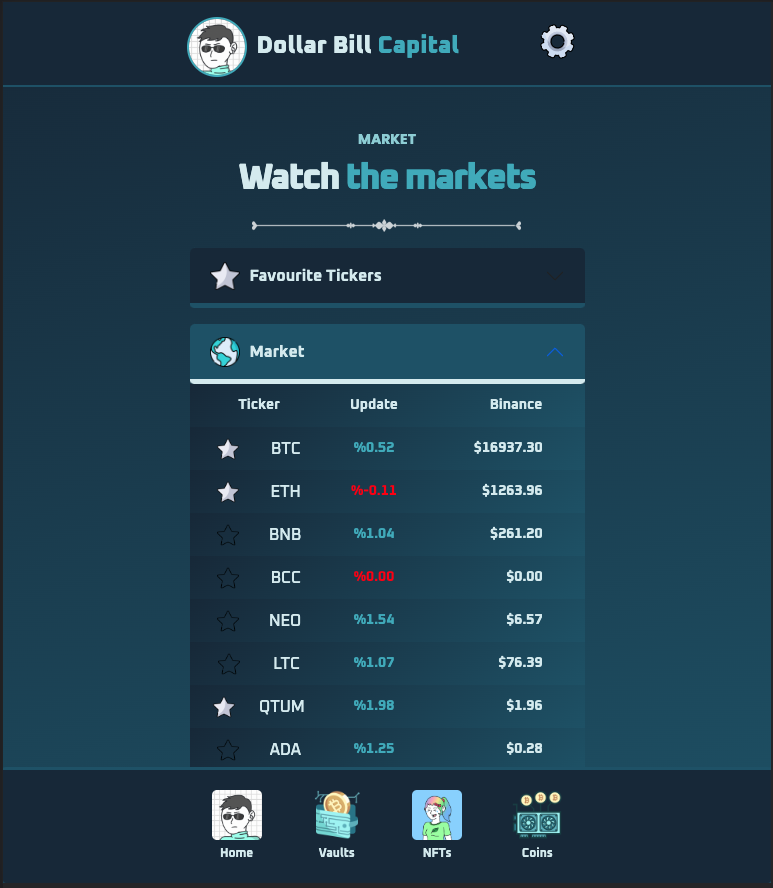 Dollar Bill Capital
MARKET
Watch the markets
Favourite Tickers
Market
Ticker Update Binance
BTC %0.52 $16937.30
ETH %-0.11 $1263.96
BNB %1.04 $261.20
BCC %0.00 $0.00
NEO %1.54 $6.57
LTC %1.07 $76.39
QTUM %1.98 $1.96
ADA %1.25 $0.28
Home Vaults NFTs Coins